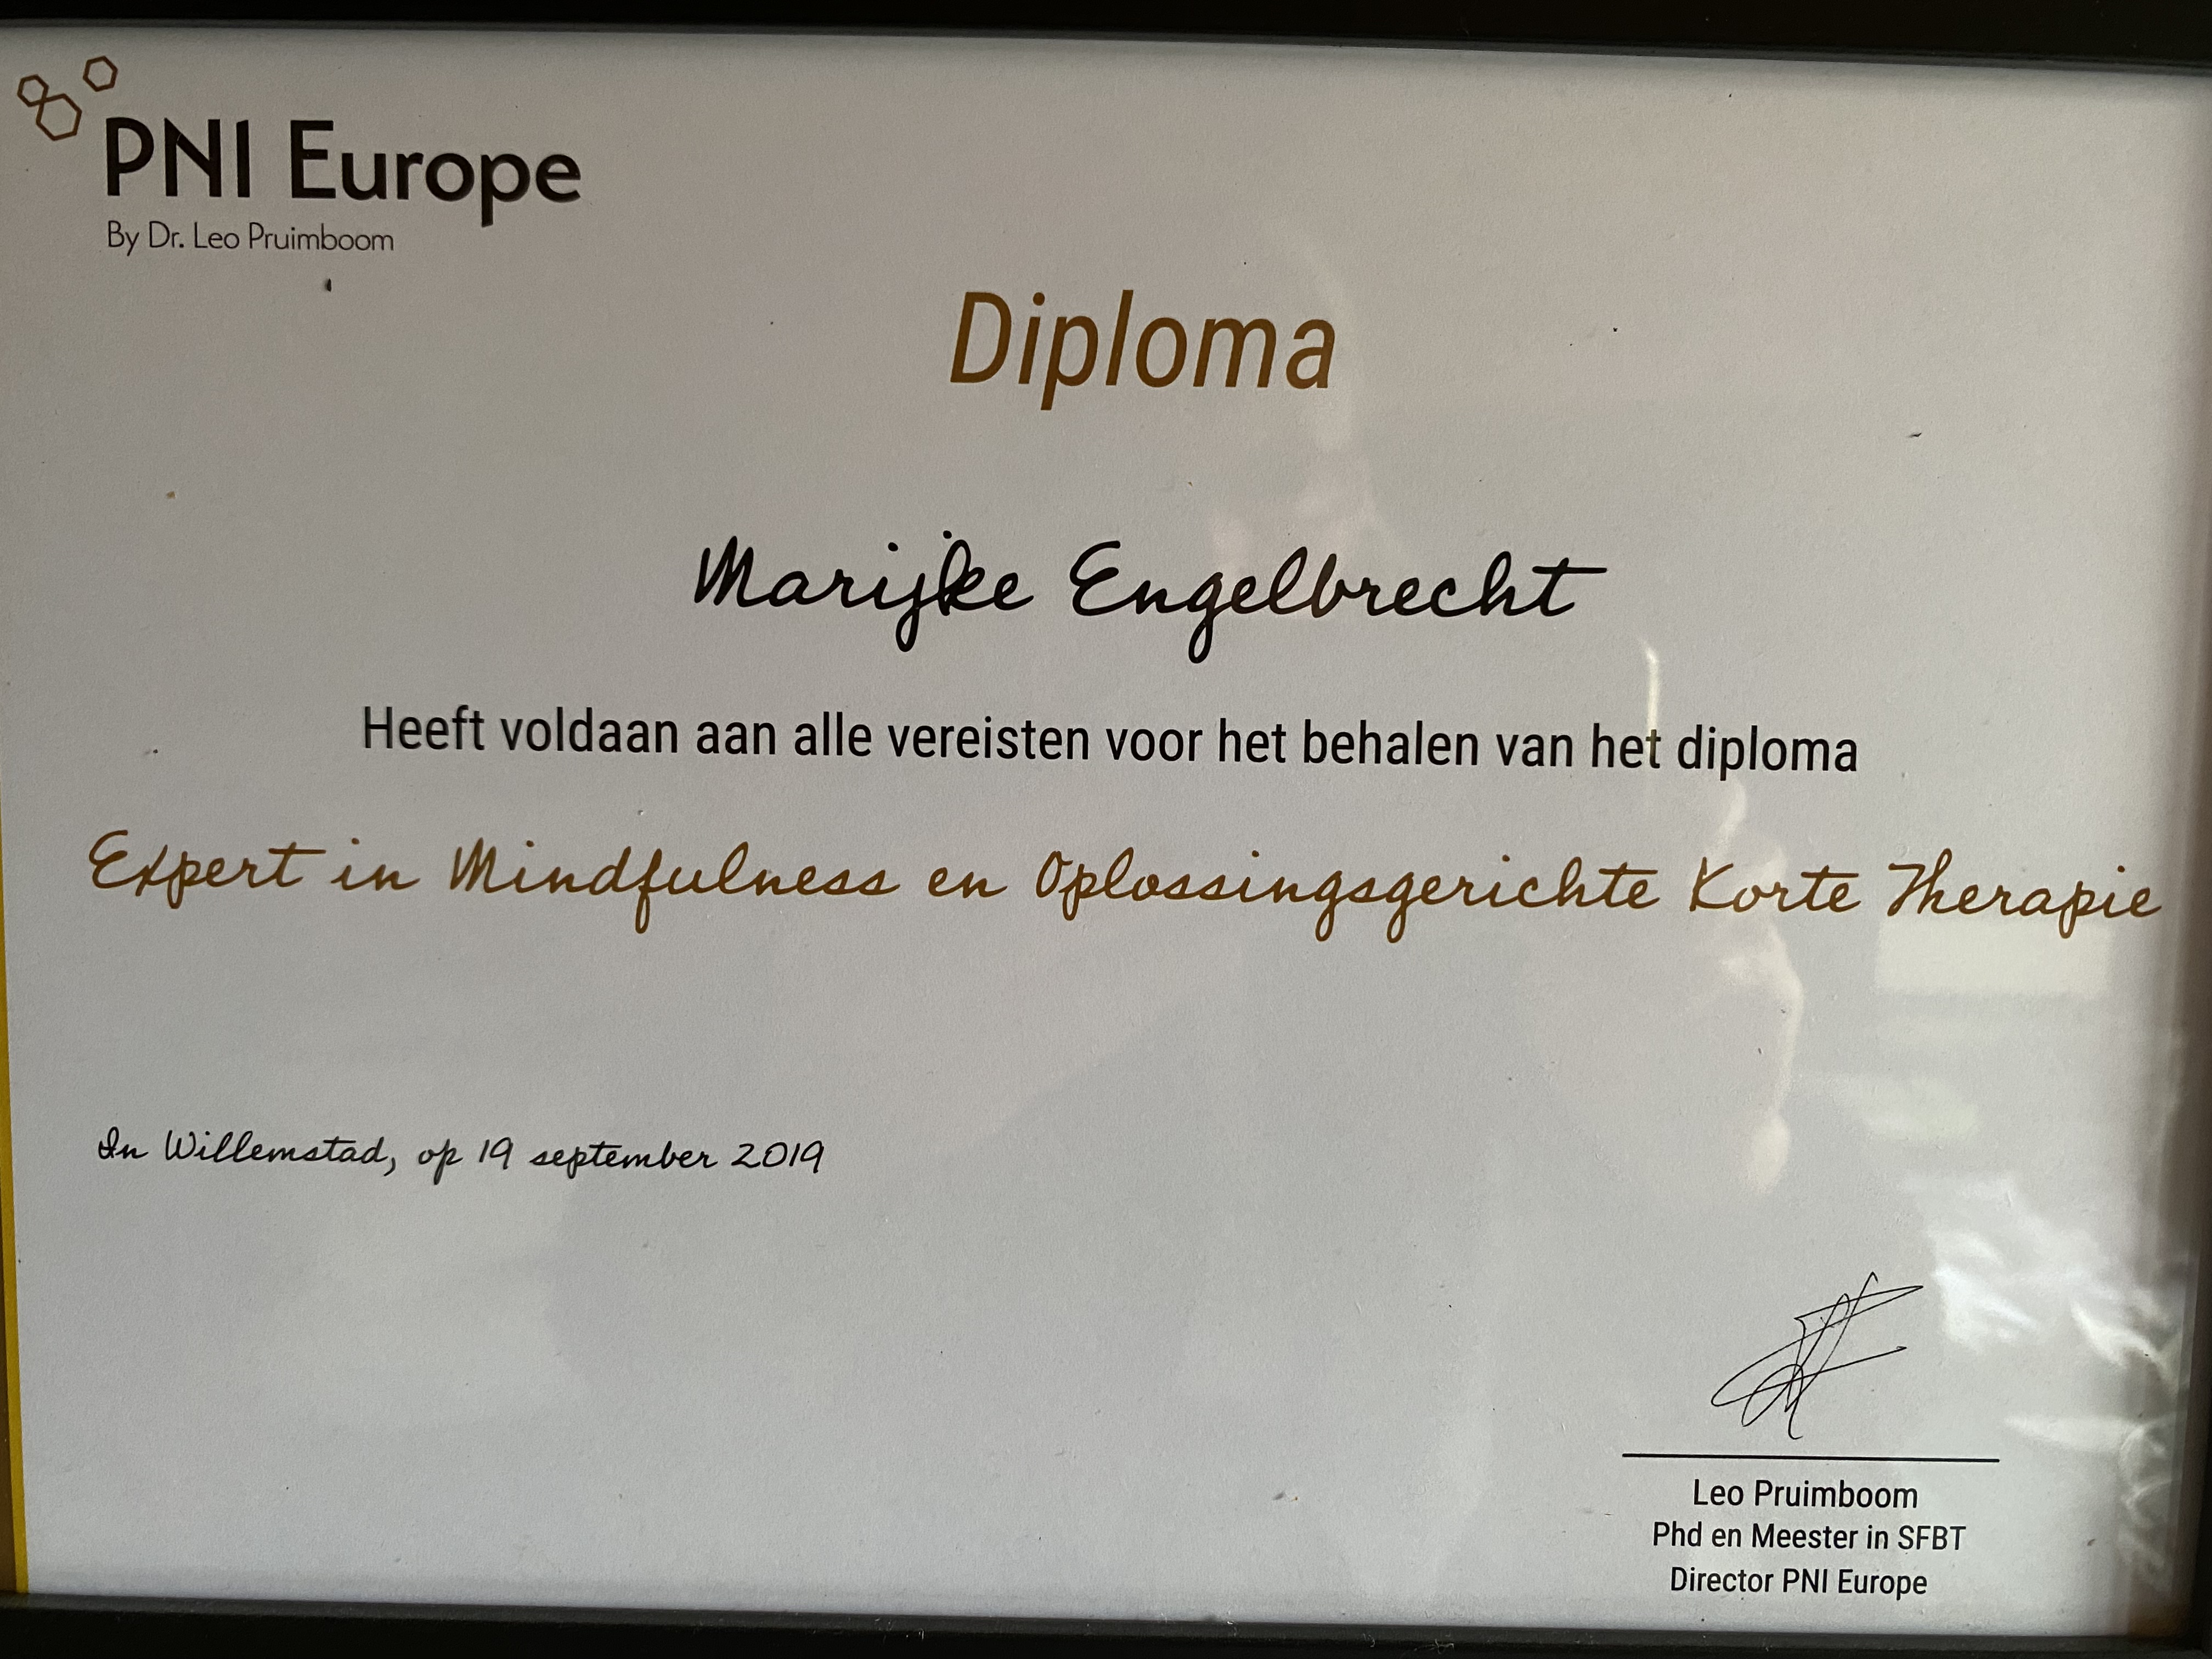 PNI Europe
By Dr. Leo Pruimboom
Diploma
Marijke Engelbrecht
Heeft voldaan aan alle vereisten voor het behalen van het diploma
Expert in Mindfulness en Oplossingsgerichte Korte Therapie
In Willemstad, op 19 september 2019
Leo Pruimboom
Phd en Meester in SFBT
Director PNI Europe